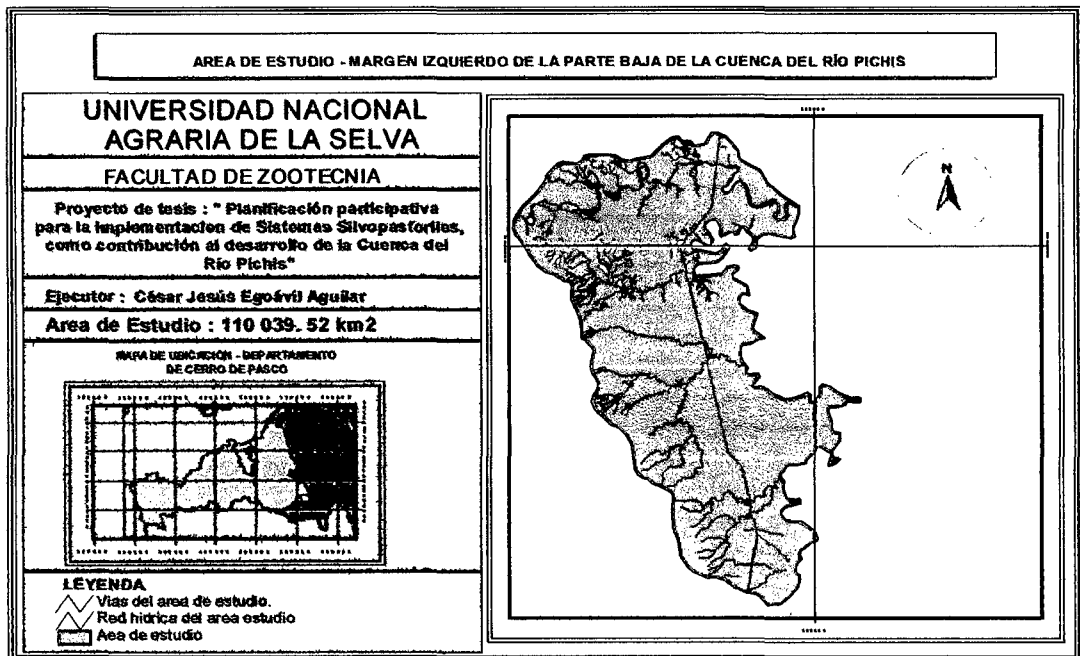 AREA DE ESTUDIO - MARGEN IZQUIERDO DE LA PARTE BAJA DE LA CUENCA DEL RÍO PICHIS
UNIVERSIDAD NACIONAL
AGRARIA DE LA SELVA
FACULTAD DE ZOOTECNIA
Proyecto de tesis : " Planificación participativa
para la implementacion de Sistemas Silvopastoriles,
como contribución al desarrollo de la Cuenca del
Río Pichis"
Ejecutor : César Jesús Egoávil Aguilar
Area de Estudio : 110 039. 52 km2
MAPA DE UBICACIÓN - DEPARTAMENTO
DE CERRO DE PASCO
LEYENDA
Vias del area de estudio.
Red hídrica del area estudio
Aea de estudio
N